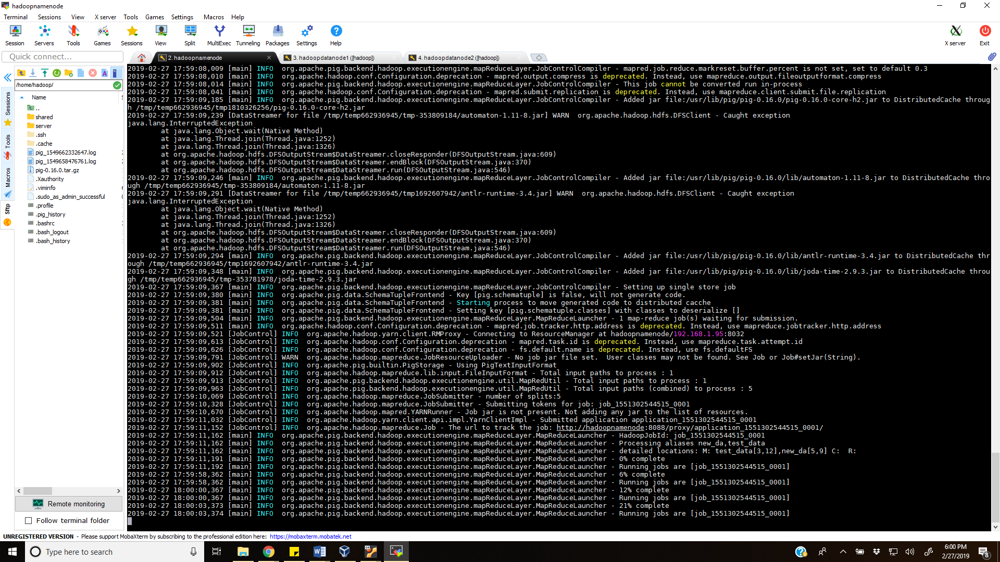 hadoopnamenode
Terminal Sessions View X server Tools Games Settings Macros Help
Session Servers Tools Games Sessions View Split MultiExec Tunneling Packages Settings Help X server Exit
Quick connect...
2. hadoopnamenode
3. hadoopdatanode1 ([hadoop])
4. hadoopdatanode2 ([hadoop])
/home/hadoop/
Sessions
Tools
Macros
Sftp
Name
..
shared
server
.ssh
.cache
pig_1549662332647.log
pig_1549658476761.log
pig-0.16.0.tar.gz
.Xauthority
.viminfo
.sudo_as_admin_successful
.profile
.pig_history
.bashrc
.bash_logout
.bash_history
Remote monitoring
Follow terminal folder
2019-02-27 17:59:08,009 [main] INFO  org.apache.pig.backend.hadoop.executionengine.mapReduceLayer.JobControlCompiler - mapred.job.reduce.markreset.buffer.percent is not set, set to default 0.3
2019-02-27 17:59:08,010 [main] INFO  org.apache.hadoop.conf.Configuration.deprecation - mapred.output.compress is deprecated. Instead, use mapreduce.output.fileoutputformat.compress
2019-02-27 17:59:08,014 [main] INFO  org.apache.pig.backend.hadoop.executionengine.mapReduceLayer.JobControlCompiler - This job cannot be converted run in-process
2019-02-27 17:59:08,041 [main] INFO  org.apache.hadoop.conf.Configuration.deprecation - mapred.submit.replication is deprecated. Instead, use mapreduce.client.submit.file.replication
2019-02-27 17:59:09,185 [main] INFO  org.apache.pig.backend.hadoop.executionengine.mapReduceLayer.JobControlCompiler - Added jar file:/usr/lib/pig/pig-0.16.0/pig-0.16.0-core-h2.jar to DistributedCache throug
h /tmp/temp662936945/tmp1810326256/pig-0.16.0-core-h2.jar
2019-02-27 17:59:09,239 [DataStreamer for file /tmp/temp662936945/tmp-353809184/automaton-1.11-8.jar] WARN  org.apache.hadoop.hdfs.DFSClient - Caught exception
java.lang.InterruptedException
at java.lang.Object.wait(Native Method)
at java.lang.Thread.join(Thread.java:1252)
at java.lang.Thread.join(Thread.java:1326)
at org.apache.hadoop.hdfs.DFSOutputStream$DataStreamer.closeResponder(DFSOutputStream.java:609)
at org.apache.hadoop.hdfs.DFSOutputStream$DataStreamer.endBlock(DFSOutputStream.java:370)
at org.apache.hadoop.hdfs.DFSOutputStream$DataStreamer.run(DFSOutputStream.java:546)
2019-02-27 17:59:09,246 [main] INFO  org.apache.pig.backend.hadoop.executionengine.mapReduceLayer.JobControlCompiler - Added jar file:/usr/lib/pig/pig-0.16.0/lib/automaton-1.11-8.jar to DistributedCache thro
ugh /tmp/temp662936945/tmp-353809184/automaton-1.11-8.jar
2019-02-27 17:59:09,291 [DataStreamer for file /tmp/temp662936945/tmp1692607942/antlr-runtime-3.4.jar] WARN  org.apache.hadoop.hdfs.DFSClient - Caught exception
java.lang.InterruptedException
at java.lang.Object.wait(Native Method)
at java.lang.Thread.join(Thread.java:1252)
at java.lang.Thread.join(Thread.java:1326)
at org.apache.hadoop.hdfs.DFSOutputStream$DataStreamer.closeResponder(DFSOutputStream.java:609)
at org.apache.hadoop.hdfs.DFSOutputStream$DataStreamer.endBlock(DFSOutputStream.java:370)
at org.apache.hadoop.hdfs.DFSOutputStream$DataStreamer.run(DFSOutputStream.java:546)
2019-02-27 17:59:09,294 [main] INFO  org.apache.pig.backend.hadoop.executionengine.mapReduceLayer.JobControlCompiler - Added jar file:/usr/lib/pig/pig-0.16.0/lib/antlr-runtime-3.4.jar to DistributedCache thr
ough /tmp/temp662936945/tmp1692607942/antlr-runtime-3.4.jar
2019-02-27 17:59:09,348 [main] INFO  org.apache.pig.backend.hadoop.executionengine.mapReduceLayer.JobControlCompiler - Added jar file:/usr/lib/pig/pig-0.16.0/lib/joda-time-2.9.3.jar to DistributedCache throu
gh /tmp/temp662936945/tmp-353781978/joda-time-2.9.3.jar
2019-02-27 17:59:09,367 [main] INFO  org.apache.pig.backend.hadoop.executionengine.mapReduceLayer.JobControlCompiler - Setting up single store job
2019-02-27 17:59:09,380 [main] INFO  org.apache.pig.data.SchemaTupleFrontend - Key [pig.schematuple] is false, will not generate code.
2019-02-27 17:59:09,381 [main] INFO  org.apache.pig.data.SchemaTupleFrontend - Starting process to move generated code to distributed cacche
2019-02-27 17:59:09,381 [main] INFO  org.apache.pig.data.SchemaTupleFrontend - Setting key [pig.schematuple.classes] with classes to deserialize []
2019-02-27 17:59:09,504 [main] INFO  org.apache.pig.backend.hadoop.executionengine.mapReduceLayer.MapReduceLauncher - 1 map-reduce job(s) waiting for submission.
2019-02-27 17:59:09,511 [main] INFO  org.apache.hadoop.conf.Configuration.deprecation - mapred.job.tracker.http.address is deprecated. Instead, use mapreduce.jobtracker.http.address
2019-02-27 17:59:09,521 [JobControl] INFO  org.apache.hadoop.yarn.client.RMProxy - Connecting to ResourceManager at hadoopnamenode/192.168.1.95:8032
2019-02-27 17:59:09,613 [JobControl] INFO  org.apache.hadoop.conf.Configuration.deprecation - mapred.task.id is deprecated. Instead, use mapreduce.task.attempt.id
2019-02-27 17:59:09,626 [JobControl] INFO  org.apache.hadoop.conf.Configuration.deprecation - fs.default.name is deprecated. Instead, use fs.defaultFS
2019-02-27 17:59:09,791 [JobControl] WARN  org.apache.hadoop.mapreduce.JobResourceUploader - No job jar file set.  User classes may not be found. See Job or Job#setJar(String).
2019-02-27 17:59:09,902 [JobControl] INFO  org.apache.pig.builtin.PigStorage - Using PigTextInputFormat
2019-02-27 17:59:09,912 [JobControl] INFO  org.apache.hadoop.mapreduce.lib.input.FileInputFormat - Total input paths to process : 1
2019-02-27 17:59:09,913 [JobControl] INFO  org.apache.pig.backend.hadoop.executionengine.util.MapRedUtil - Total input paths to process : 1
2019-02-27 17:59:09,963 [JobControl] INFO  org.apache.pig.backend.hadoop.executionengine.util.MapRedUtil - Total input paths (combined) to process : 5
2019-02-27 17:59:10,069 [JobControl] INFO  org.apache.hadoop.mapreduce.JobSubmitter - number of splits:5
2019-02-27 17:59:10,328 [JobControl] INFO  org.apache.hadoop.mapreduce.JobSubmitter - Submitting tokens for job: job_1551302544515_0001
2019-02-27 17:59:10,670 [JobControl] INFO  org.apache.hadoop.mapred.YARNRunner - Job jar is not present. Not adding any jar to the list of resources.
2019-02-27 17:59:11,032 [JobControl] INFO  org.apache.hadoop.yarn.client.api.impl.YarnClientImpl - Submitted application application_1551302544515_0001
2019-02-27 17:59:11,152 [JobControl] INFO  org.apache.hadoop.mapreduce.Job - The url to track the job: http://hadoopnamenode:8088/proxy/application_1551302544515_0001/
2019-02-27 17:59:11,162 [main] INFO  org.apache.pig.backend.hadoop.executionengine.mapReduceLayer.MapReduceLauncher - HadoopJobId: job_1551302544515_0001
2019-02-27 17:59:11,162 [main] INFO  org.apache.pig.backend.hadoop.executionengine.mapReduceLayer.MapReduceLauncher - Processing aliases new_da,test_data
2019-02-27 17:59:11,162 [main] INFO  org.apache.pig.backend.hadoop.executionengine.mapReduceLayer.MapReduceLauncher - detailed locations: M: test_data[3,12],new_da[5,9] C:  R:
2019-02-27 17:59:11,191 [main] INFO  org.apache.pig.backend.hadoop.executionengine.mapReduceLayer.MapReduceLauncher - 0% complete
2019-02-27 17:59:11,192 [main] INFO  org.apache.pig.backend.hadoop.executionengine.mapReduceLayer.MapReduceLauncher - Running jobs are [job_1551302544515_0001]
2019-02-27 17:59:58,362 [main] INFO  org.apache.pig.backend.hadoop.executionengine.mapReduceLayer.MapReduceLauncher - 6% complete
2019-02-27 17:59:58,362 [main] INFO  org.apache.pig.backend.hadoop.executionengine.mapReduceLayer.MapReduceLauncher - Running jobs are [job_1551302544515_0001]
2019-02-27 18:00:00,367 [main] INFO  org.apache.pig.backend.hadoop.executionengine.mapReduceLayer.MapReduceLauncher - 12% complete
2019-02-27 18:00:00,367 [main] INFO  org.apache.pig.backend.hadoop.executionengine.mapReduceLayer.MapReduceLauncher - Running jobs are [job_1551302544515_0001]
2019-02-27 18:00:03,373 [main] INFO  org.apache.pig.backend.hadoop.executionengine.mapReduceLayer.MapReduceLauncher - 21% complete
2019-02-27 18:00:03,374 [main] INFO  org.apache.pig.backend.hadoop.executionengine.mapReduceLayer.MapReduceLauncher - Running jobs are [job_1551302544515_0001]
UNREGISTERED VERSION - Please support MobaXterm by subscribing to the professional edition here: https://mobaxterm.mobatek.net
Type here to search
6:00 PM
2/27/2019
8